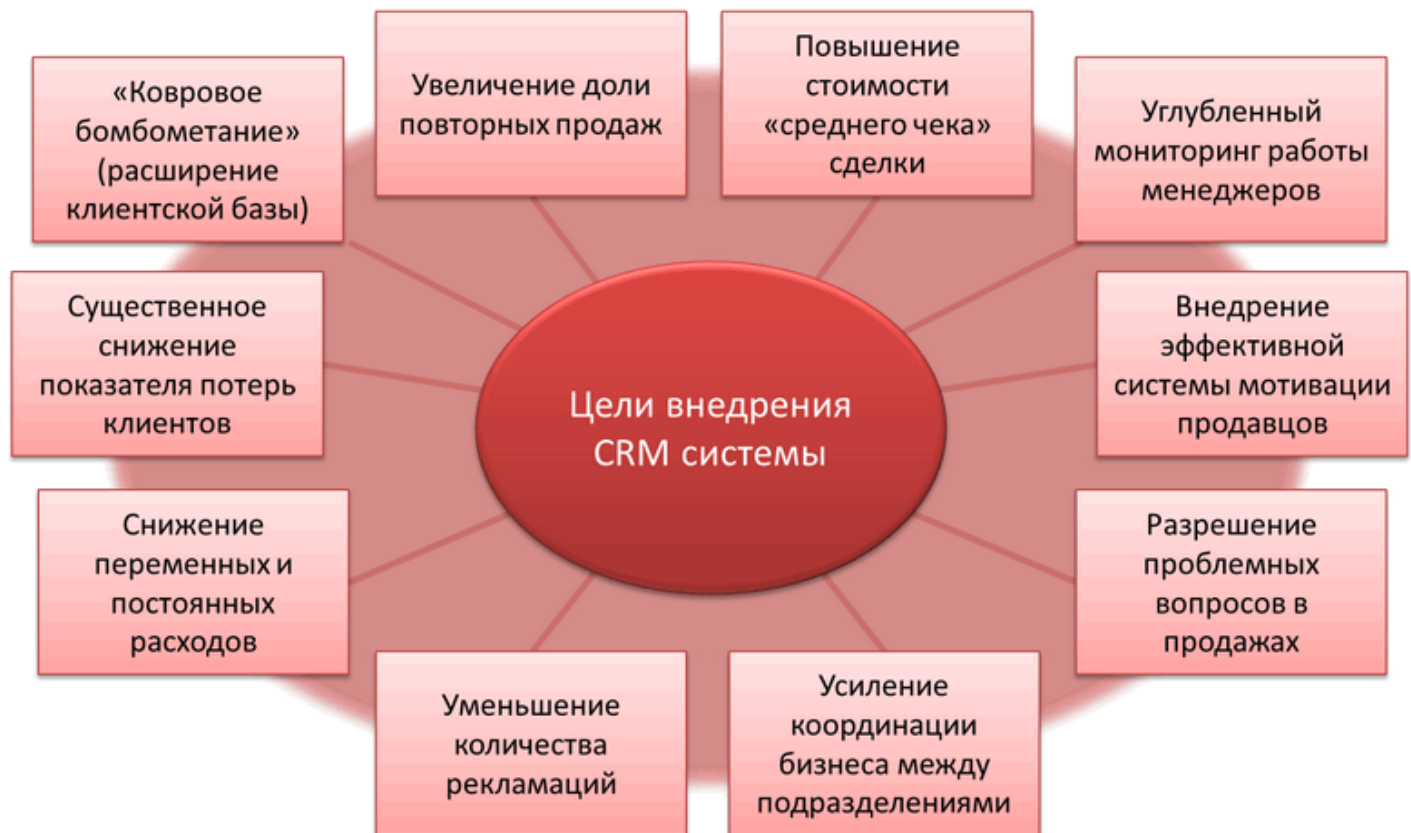 «Ковровое
бомбометание»
(расширение
клиентской базы)
Увеличение доли
повторных продаж
Повышение
стоимости
«среднего чека»
сделки
Углубленный
мониторинг работы
менеджеров
Существенное
снижение
показателя потерь
клиентов
Цели внедрения
CRM системы
Внедрение
эффективной
системы мотивации
продавцов
Снижение
переменных и
постоянных
расходов
Разрешение
проблемных
вопросов в
продажах
Уменьшение
количества
рекламаций
Усиление
координации
бизнеса между
подразделениями